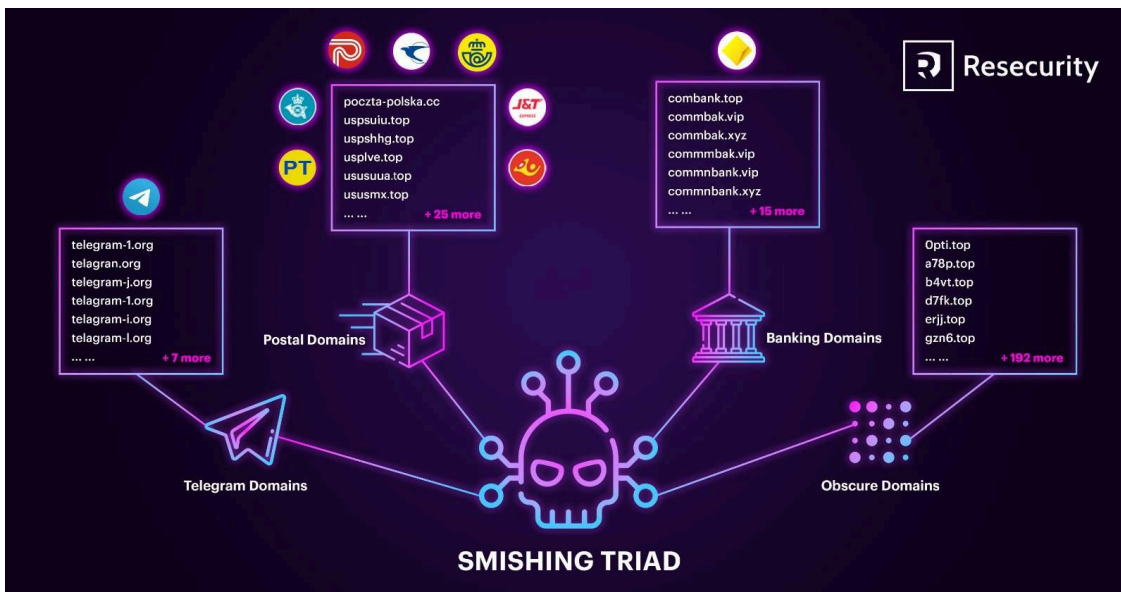 Resecurity
poczta-polska.cc
uspsuiu.top
uspshhg.top
usplve.top
ususuua.top
ususmx.top
... ...
+ 25 more
PT
J&T
EXPRESS
combank.top
commbak.vip
commbak.xyz
commmbak.vip
commnbank.vip
commnbank.xyz
... ...
+ 15 more
telegram-1.org
telagran.org
telegram-j.org
telagram-1.org
telagram-i.org
telagram-l.org
... ...
+ 7 more
0pti.top
a78p.top
b4vt.top
d7fk.top
erjj.top
gzn6.top
... ...
+ 192 more
Postal Domains
Banking Domains
Telegram Domains
Obscure Domains
SMISHING TRIAD